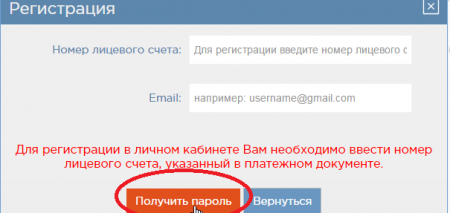 Регистрация
Номер лицевого счета: Для регистрации введите номер лицевого с
Email: например: username@gmail.com
Для регистрации в личном кабинете Вам необходимо ввести номер
лицевого счета, указанный в платежном документе.
Получить пароль Вернуться